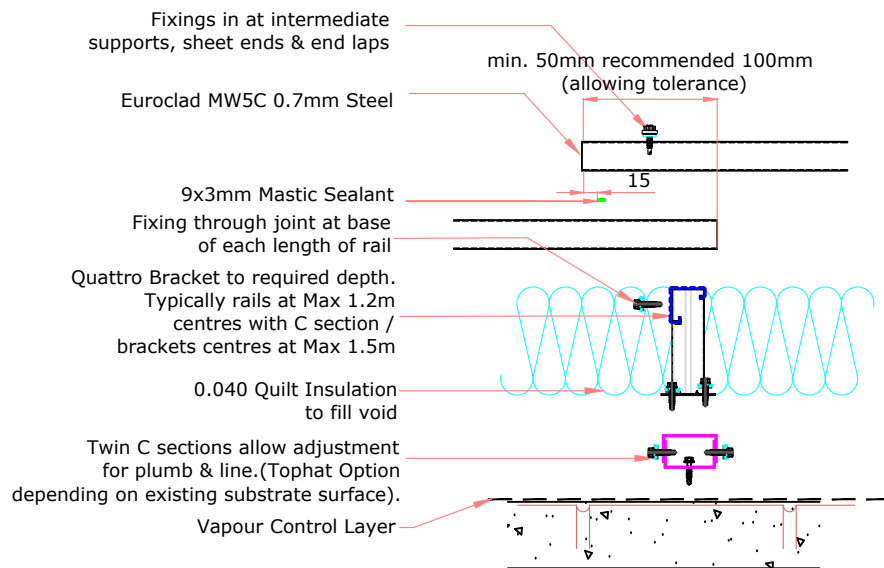 Fixings in at intermediate
supports, sheet ends & end laps
min. 50mm recommended 100mm
(allowing tolerance)
Euroclad MW5C 0.7mm Steel
15
9x3mm Mastic Sealant
Fixing through joint at base
of each length of rail
Quattro Bracket to required depth.
Typically rails at Max 1.2m
centres with C section /
brackets centres at Max 1.5m
0.040 Quilt Insulation
to fill void
Twin C sections allow adjustment
for plumb & line.(Tophat Option
depending on existing substrate surface).
Vapour Control Layer